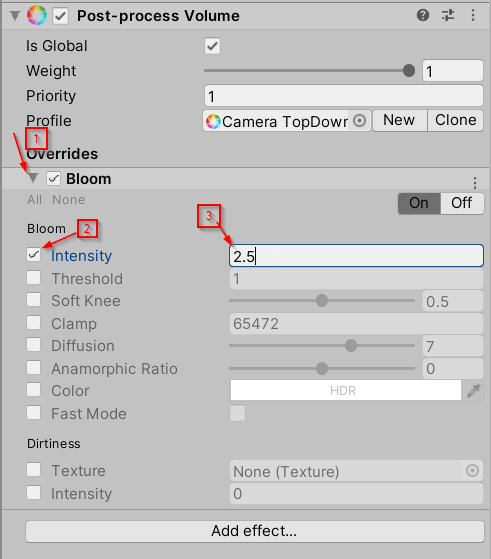 Post-process Volume
Is Global
Weight 1
Priority 1
Profile Camera TopDown New Clone
1
Overrides
Bloom
All None On Off
Bloom 2 3
Intensity 2.5
Threshold 1
Soft Knee 0.5
Clamp 65472
Diffusion 7
Anamorphic Ratio 0
Color HDR
Fast Mode
Dirtiness
Texture None (Texture)
Intensity 0
Add effect...